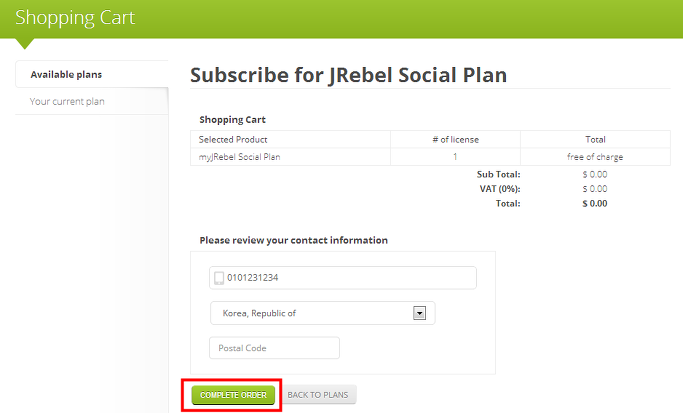 Shopping Cart
Available plans
Your current plan
Subscribe for JRebel Social Plan
Shopping Cart
Selected Product # of license Total
myJRebel Social Plan 1 free of charge
Sub Total: $ 0.00
VAT (0%): $ 0.00
Total: $ 0.00
Please review your contact information
0101231234
Korea, Republic of
Postal Code
COMPLETE ORDER BACK TO PLANS